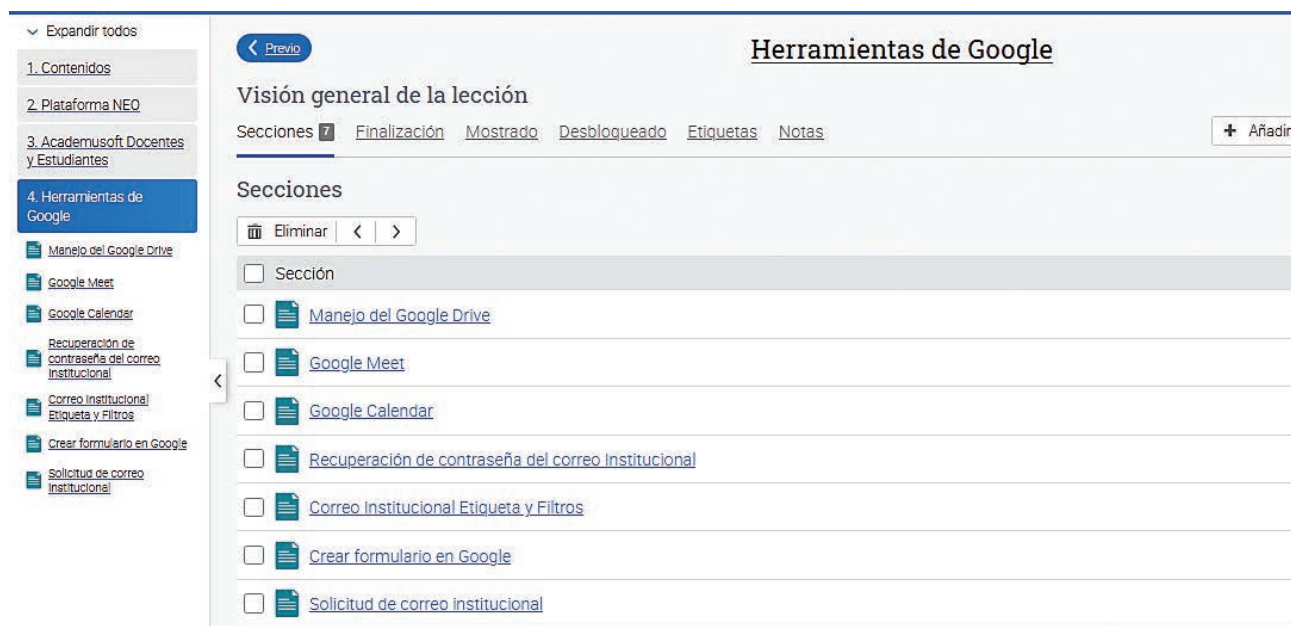 Expandir todos
1. Contenidos
2. Plataforma NEO
3. Academusoft Docentes
y Estudiantes
4. Herramientas de
Google
Manejo del Google Drive
Google Meet
Google Calendar
Recuperación de
contraseña del correo
Institucional
Correo Institucional
Etiqueta y Filtros
Crear formulario en Google
Solicitud de correo
institucional
Previo
Herramientas de Google
Visión general de la lección
Secciones 7 Finalización Mostrado Desbloqueado Etiquetas Notas
+ Añadir
Secciones
Eliminar
Sección
Manejo del Google Drive
Google Meet
Google Calendar
Recuperación de contraseña del correo Institucional
Correo Institucional Etiqueta y Filtros
Crear formulario en Google
Solicitud de correo institucional